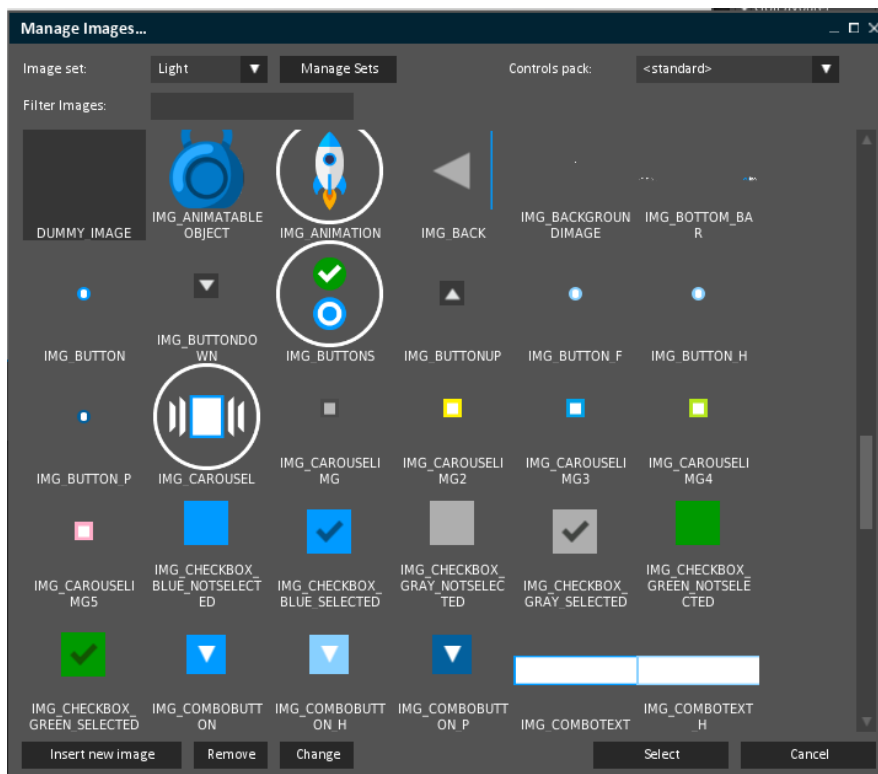 Manage Images...
Image set:
Light
Manage Sets
Controls pack:
<standard>
Filter Images:
DUMMY_IMAGE
IMG_ANIMATABLE
OBJECT
IMG_ANIMATION
IMG_BACK
IMG_BACKGROUN
DIMAGE
IMG_BOTTOM_BA
R
IMG_BUTTON
IMG_BUTTONDO
WN
IMG_BUTTONS
IMG_BUTTONUP
IMG_BUTTON_F
IMG_BUTTON_H
IMG_BUTTON_P
IMG_CAROUSEL
IMG_CAROUSELI
MG
IMG_CAROUSELI
MG2
IMG_CAROUSELI
MG3
IMG_CAROUSELI
MG4
IMG_CAROUSELI
MG5
IMG_CHECKBOX_
BLUE_NOTSELECT
ED
IMG_CHECKBOX_
BLUE_SELECTED
IMG_CHECKBOX_
GRAY_NOTSELEC
TED
IMG_CHECKBOX_
GRAY_SELECTED
IMG_CHECKBOX_
GREEN_NOTSELE
CTED
IMG_CHECKBOX_
GREEN_SELECTED
IMG_COMBOBUTT
ON
IMG_COMBOBUTT
ON_H
IMG_COMBOBUTT
ON_P
IMG_COMBOTEXT
IMG_COMBOTEXT
_H
Insert new image
Remove
Change
Select
Cancel